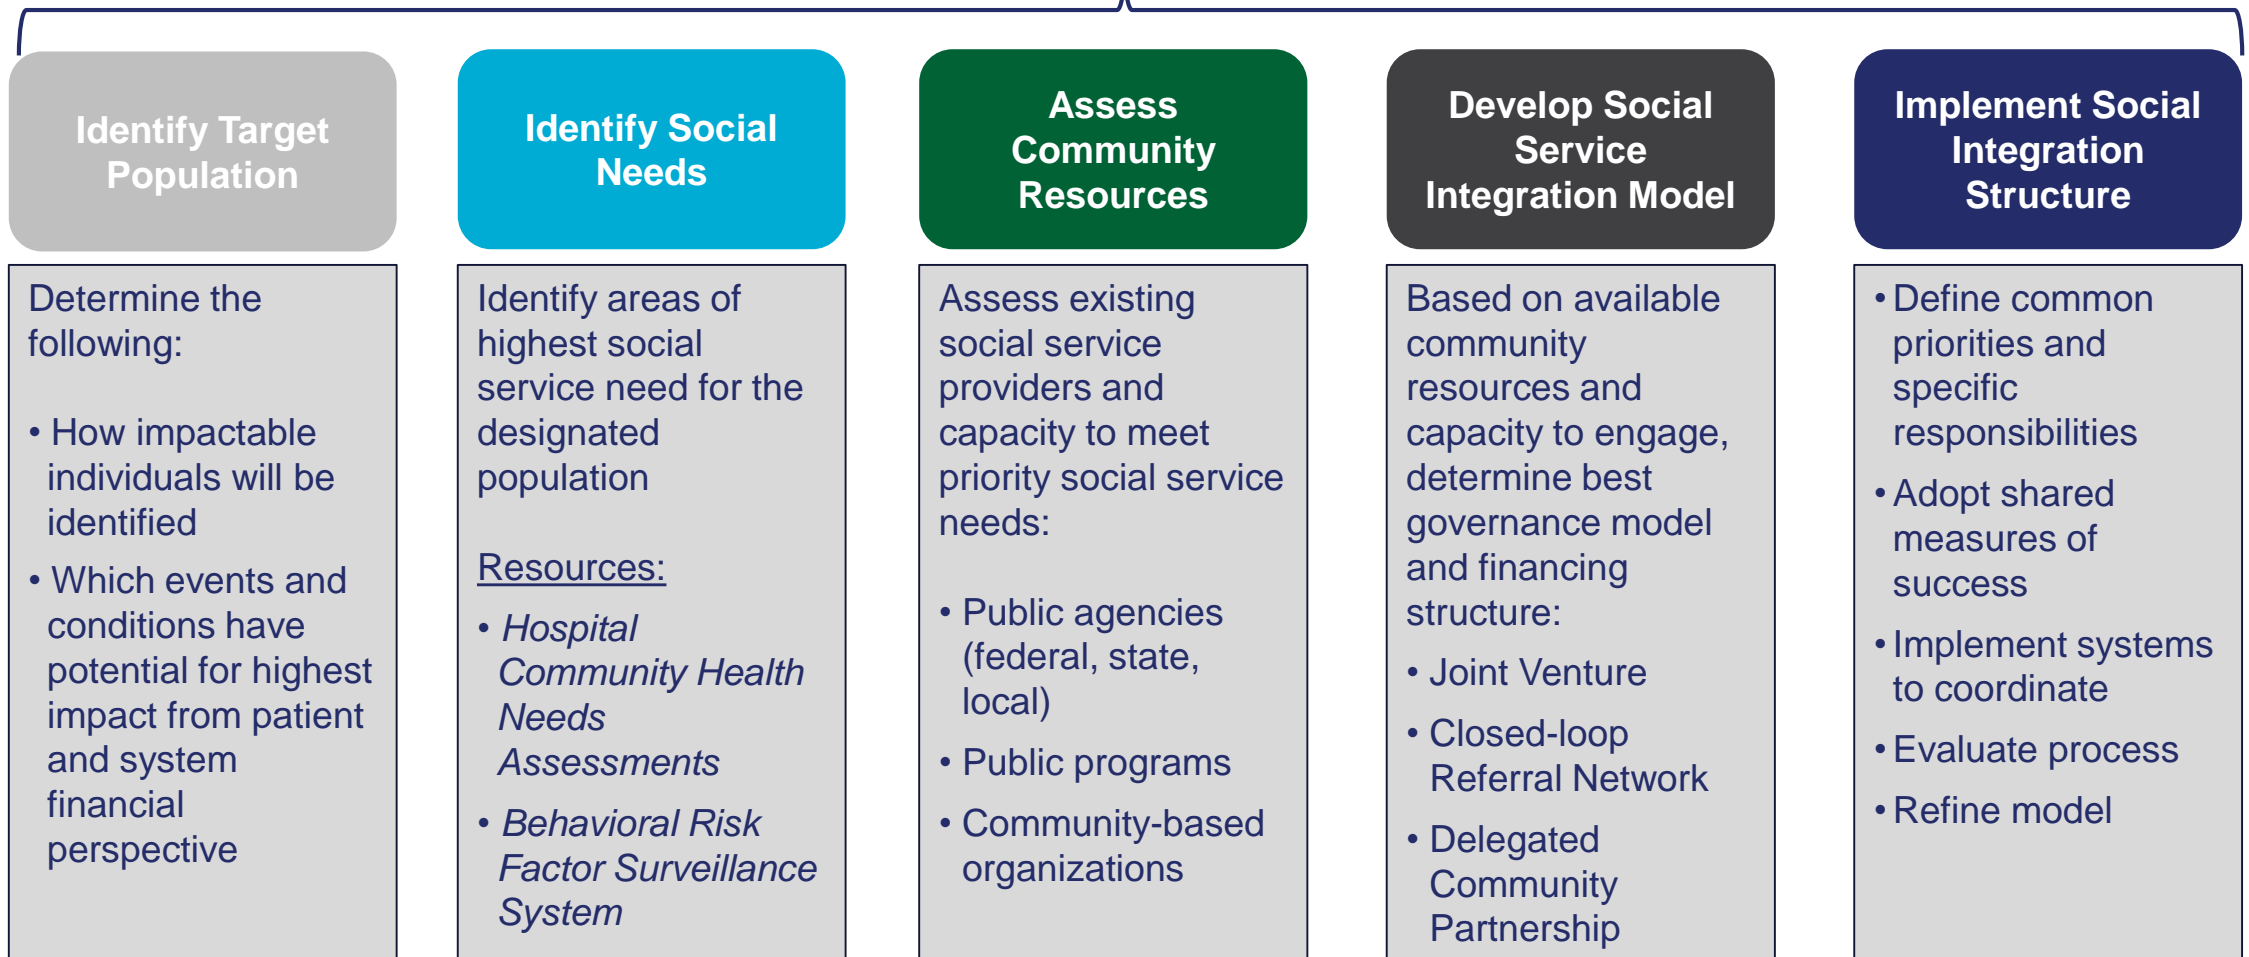 Identify Target
Population
Identify Social
Needs
Assess
Community
Resources
Develop Social
Service
Integration Model
Implement Social
Integration
Structure
Determine the
following:
• How impactable
individuals will be
identified
• Which events and
conditions have
potential for highest
impact from patient
and system
financial
perspective
Identify areas of
highest social
service need for the
designated
population
Resources:
• Hospital
Community Health
Needs
Assessments
• Behavioral Risk
Factor Surveillance
System
Assess existing
social service
providers and
capacity to meet
priority social service
needs:
• Public agencies
(federal, state,
local)
• Public programs
• Community-based
organizations
Based on available
community
resources and
capacity to engage,
determine best
governance model
and financing
structure:
• Joint Venture
• Closed-loop
Referral Network
• Delegated
Community
Partnership
• Define common
priorities and
specific
responsibilities
• Adopt shared
measures of
success
• Implement systems
to coordinate
• Evaluate process
• Refine model